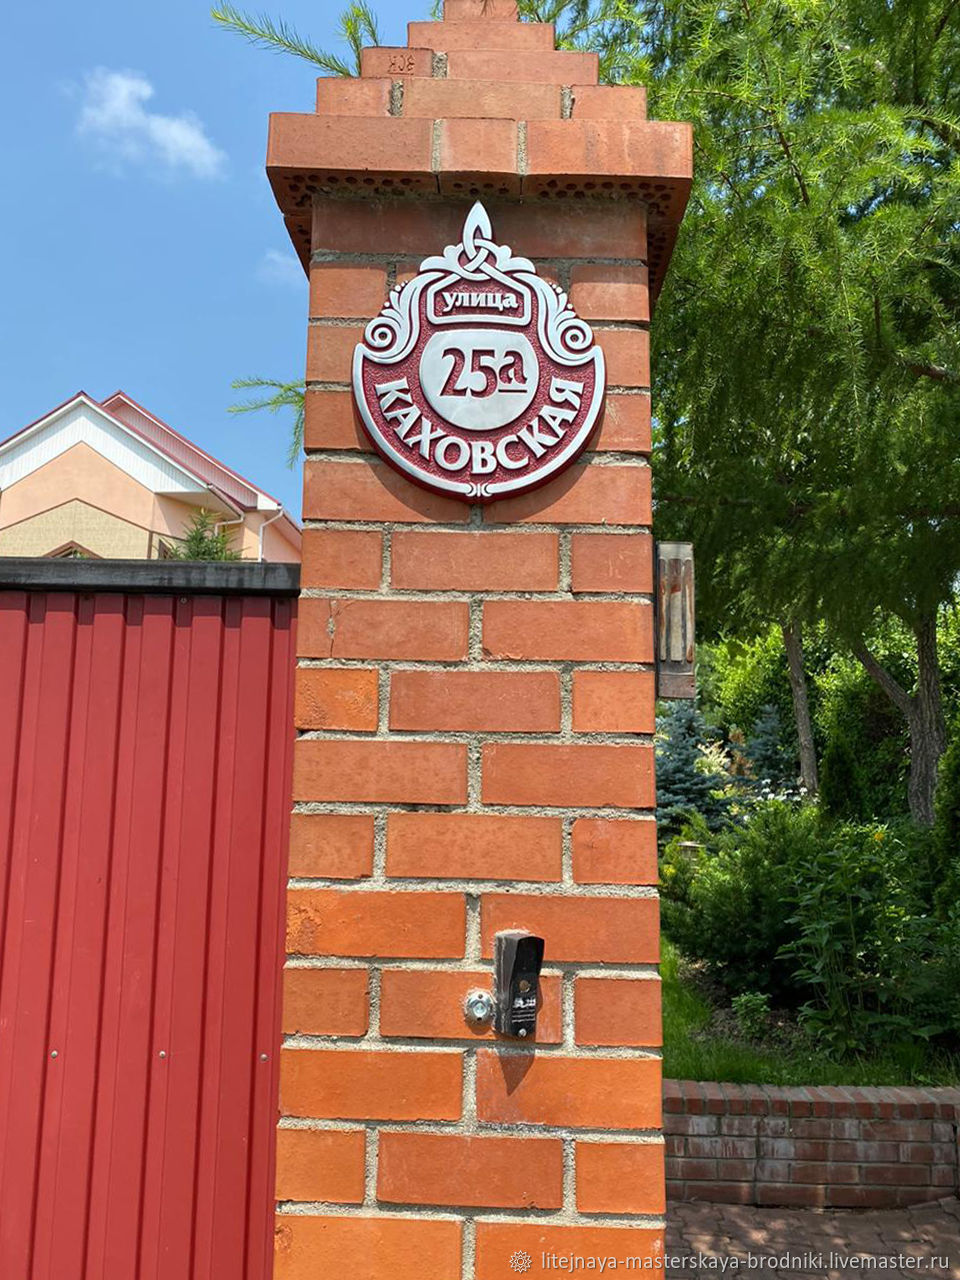 улица
25а
КАХОВСКАЯ
litejnaya-masterskaya-brodniki.livemaster.ru